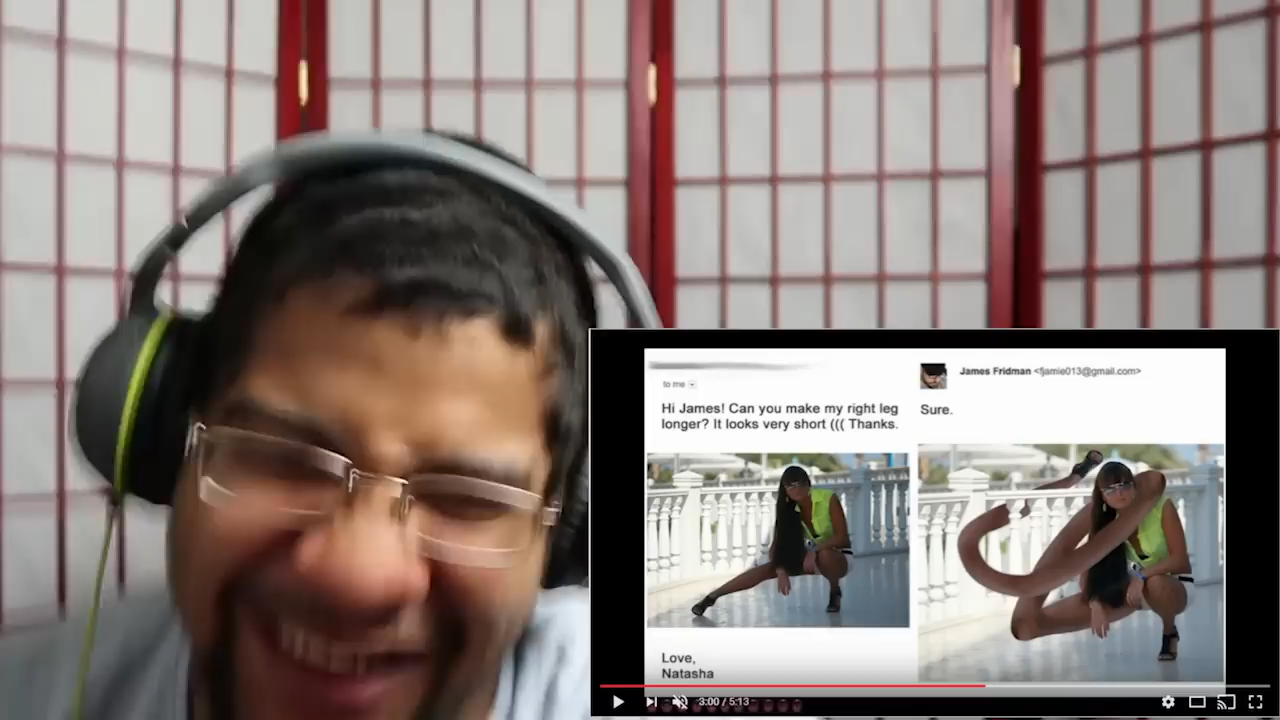 to me
Hi James! Can you make my right leg
longer? It looks very short ((( Thanks.
Love,
Natasha
James Fridman <fjamie013@gmail.com>
Sure.
3:00 / 5:13